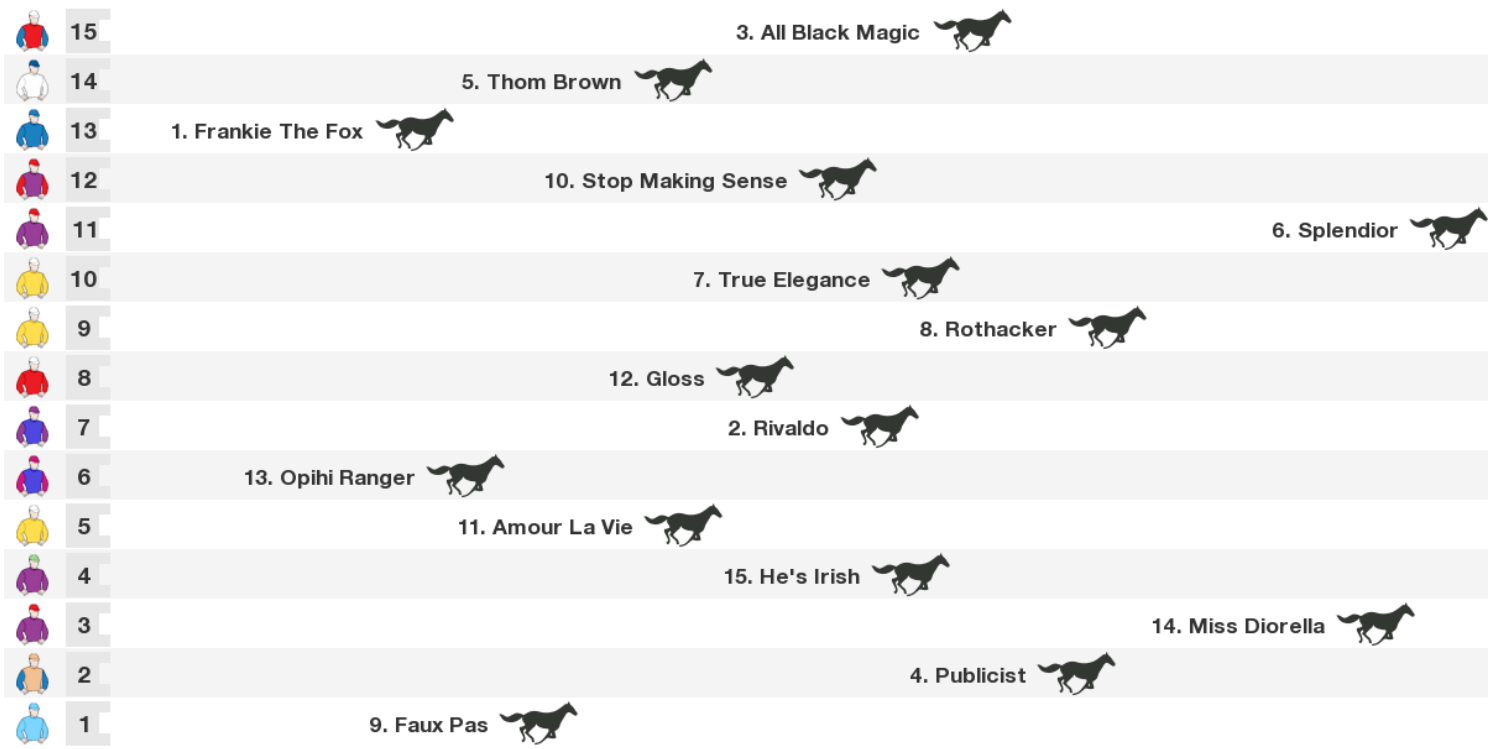 15 3. All Black Magic
14 5. Thom Brown
13 1. Frankie The Fox
12 10. Stop Making Sense
11 6. Splendior
10 7. True Elegance
9 8. Rothacker
8 12. Gloss
7 2. Rivaldo
6 13. Opihi Ranger
5 11. Amour La Vie
4 15. He's Irish
3 14. Miss Diorella
2 4. Publicist
1 9. Faux Pas